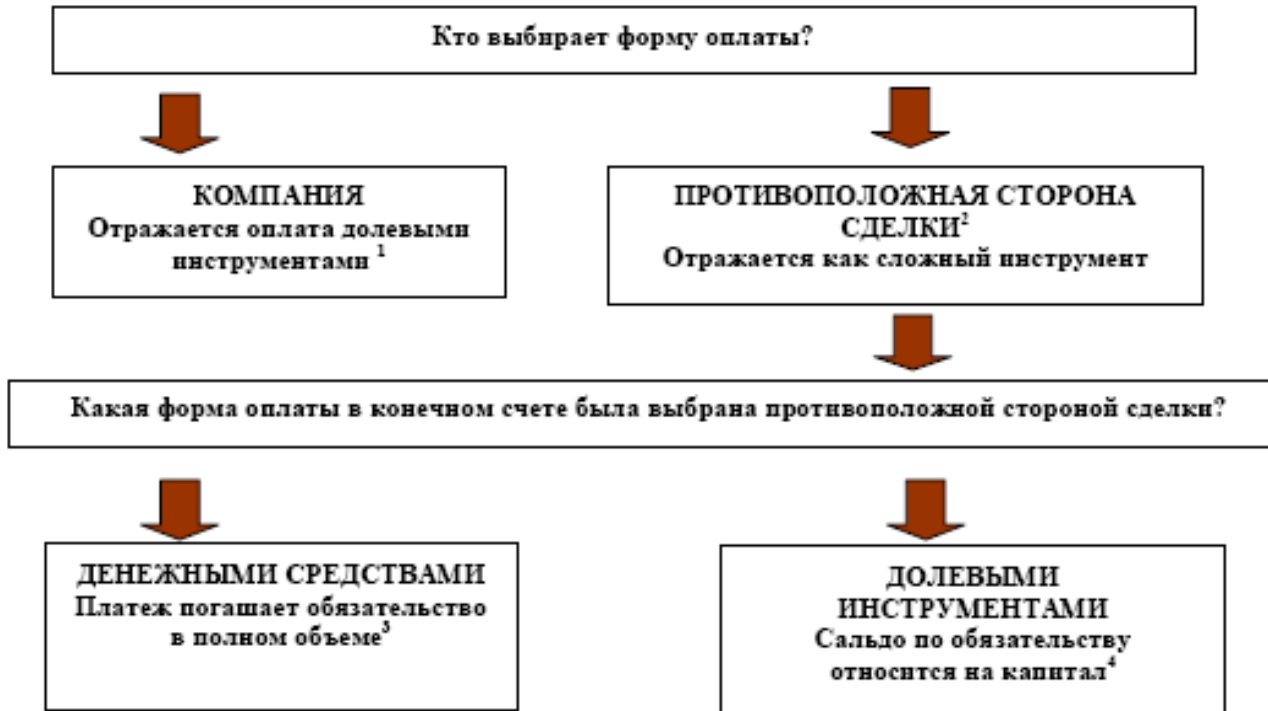 Кто выбирает форму оплаты?
КОМПАНИЯ
Отражается оплата долевыми
инструментами ¹
ПРОТИВОПОЛОЖНАЯ СТОРОНА
СДЕЛКИ²
Отражается как сложный инструмент
Какая форма оплаты в конечном счете была выбрана противоположной стороной сделки?
ДЕНЕЖНЫМИ СРЕДСТВАМИ
Платеж погашает обязательство
в полном объеме³
ДОЛЕВЫМИ
ИНСТРУМЕНТАМИ
Сальдо по обязательству
относится на капитал⁴